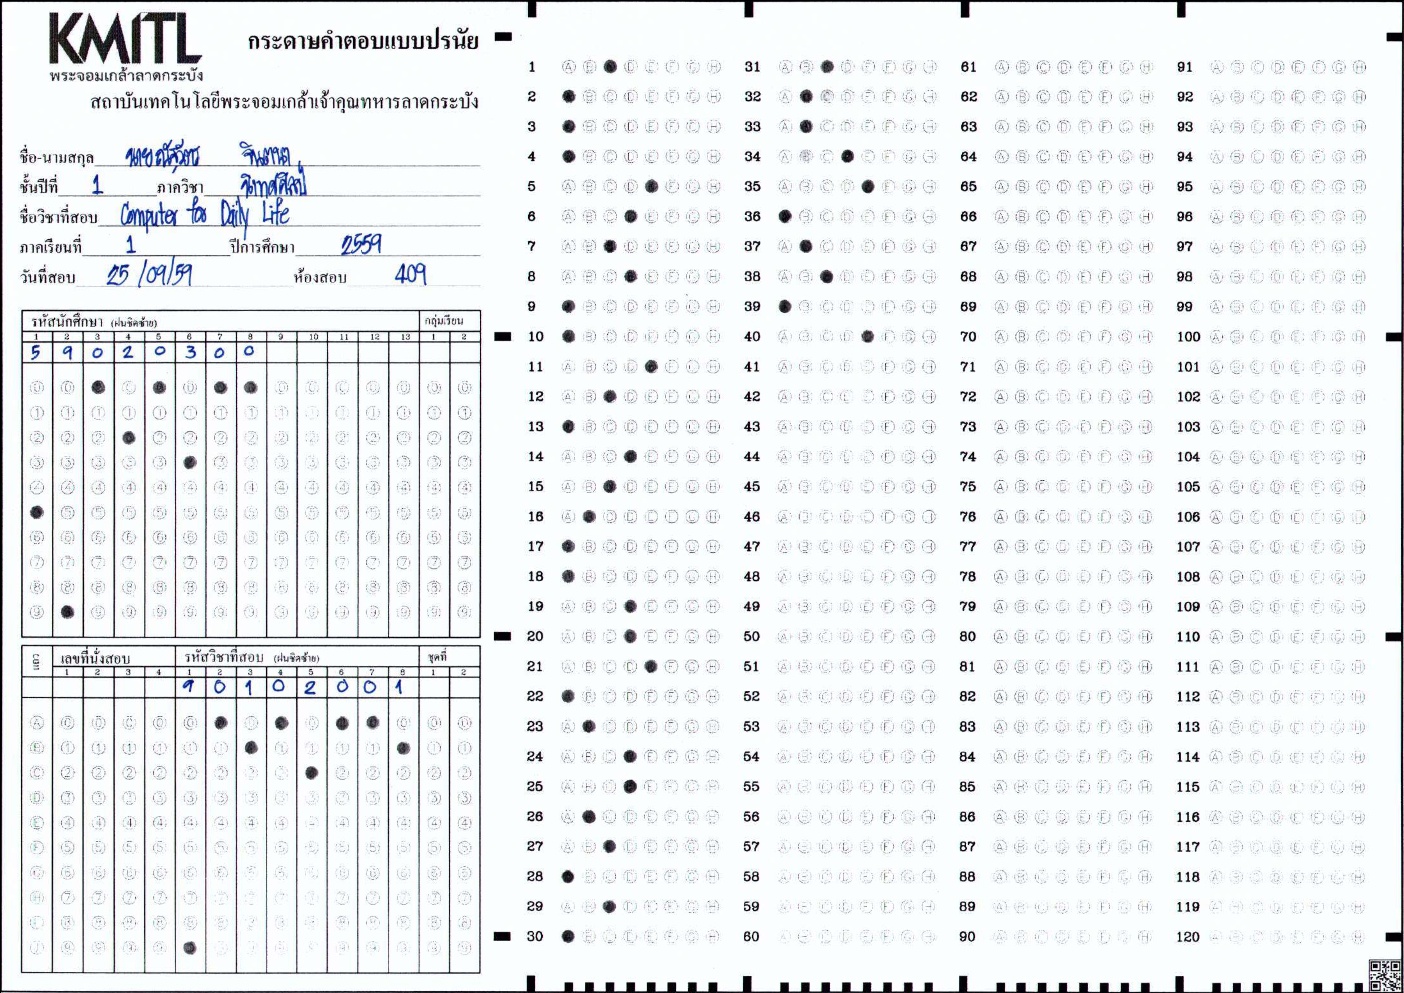 KMITL
พระจอมเกล้าลาดกระบัง
กระดาษคำตอบแบบปรนัย
สถาบันเทคโนโลยีพระจอมเกล้าเจ้าคุณทหารลาดกระบัง
ชื่อ-นามสกุล นาย
ชั้นปีที่ 1 ภาควิชา นิเทศศิลป์
ชื่อวิชาที่สอบ Computer for Daily Life
ภาคเรียนที่ 1 ปีการศึกษา 2559
วันที่สอบ 25/09/59 ห้องสอบ 409
รหัสนักศึกษา (ฝนชิดซ้าย) กลุ่มเรียน
1 2 3 4 5 6 7 8 9 10 11 12 13 1 2
5 9 0 2 0 3 0 0
แถว เลขที่นั่งสอบ รหัสวิชาที่สอบ (ฝนชิดซ้าย) ชุดที่
1 2 3 4 1 2 3 4 5 6 7 8 1 2
9 0 1 0 2 0 0 1
1 31 61 91
2 32 62 92
3 33 63 93
4 34 64 94
5 35 65 95
6 36 66 96
7 37 67 97
8 38 68 98
9 39 69 99
10 40 70 100
11 41 71 101
12 42 72 102
13 43 73 103
14 44 74 104
15 45 75 105
16 46 76 106
17 47 77 107
18 48 78 108
19 49 79 109
20 50 80 110
21 51 81 111
22 52 82 112
23 53 83 113
24 54 84 114
25 55 85 115
26 56 86 116
27 57 87 117
28 58 88 118
29 59 89 119
30 60 90 120